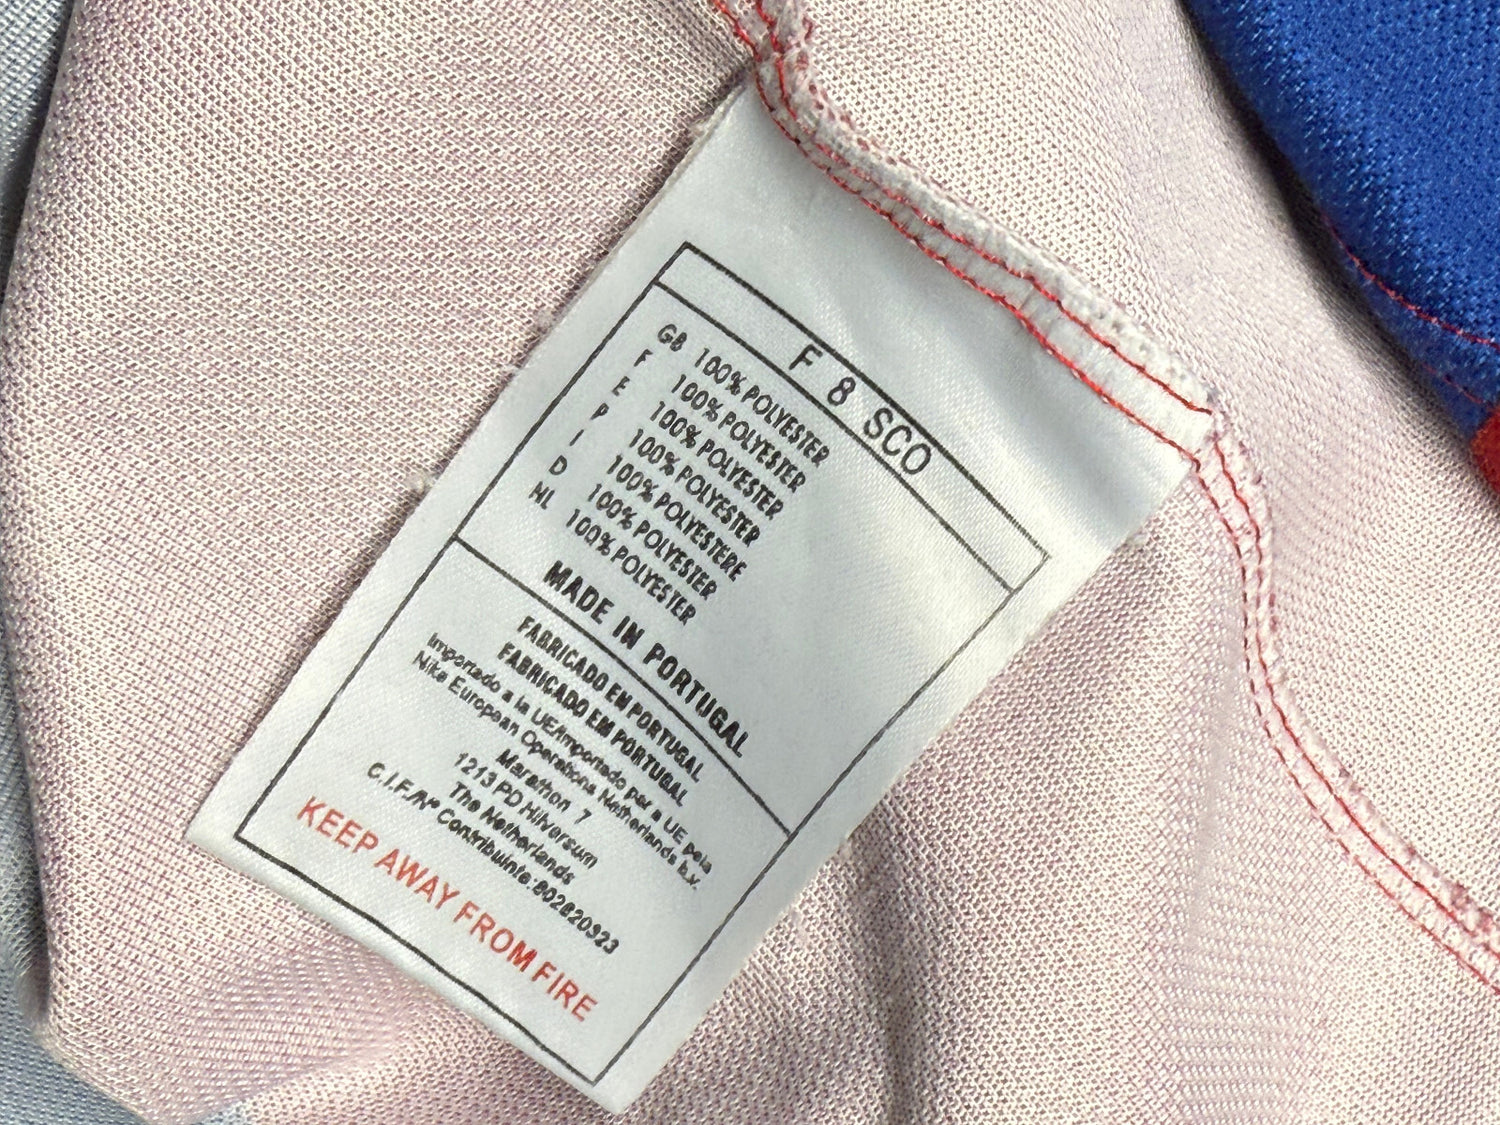 F 8 SCO
GB 100% POLYESTER
F 100% POLYESTER
E 100% POLYESTER
P 100% POLYESTER
I 100% POLYESTERE
D 100% POLYESTER
NL 100% POLYESTER
MADE IN PORTUGAL
FABRICADO EN PORTUGAL
FABRICADO EM PORTUGAL
Importado a la UE/Importado par a a UE pela
Nike European Operations Netherlands b.v.
Marathon 7
1213 PD Hilversum
The Netherlands
C.I.F./Nº Contribuinte.802620923
KEEP AWAY FROM FIRE